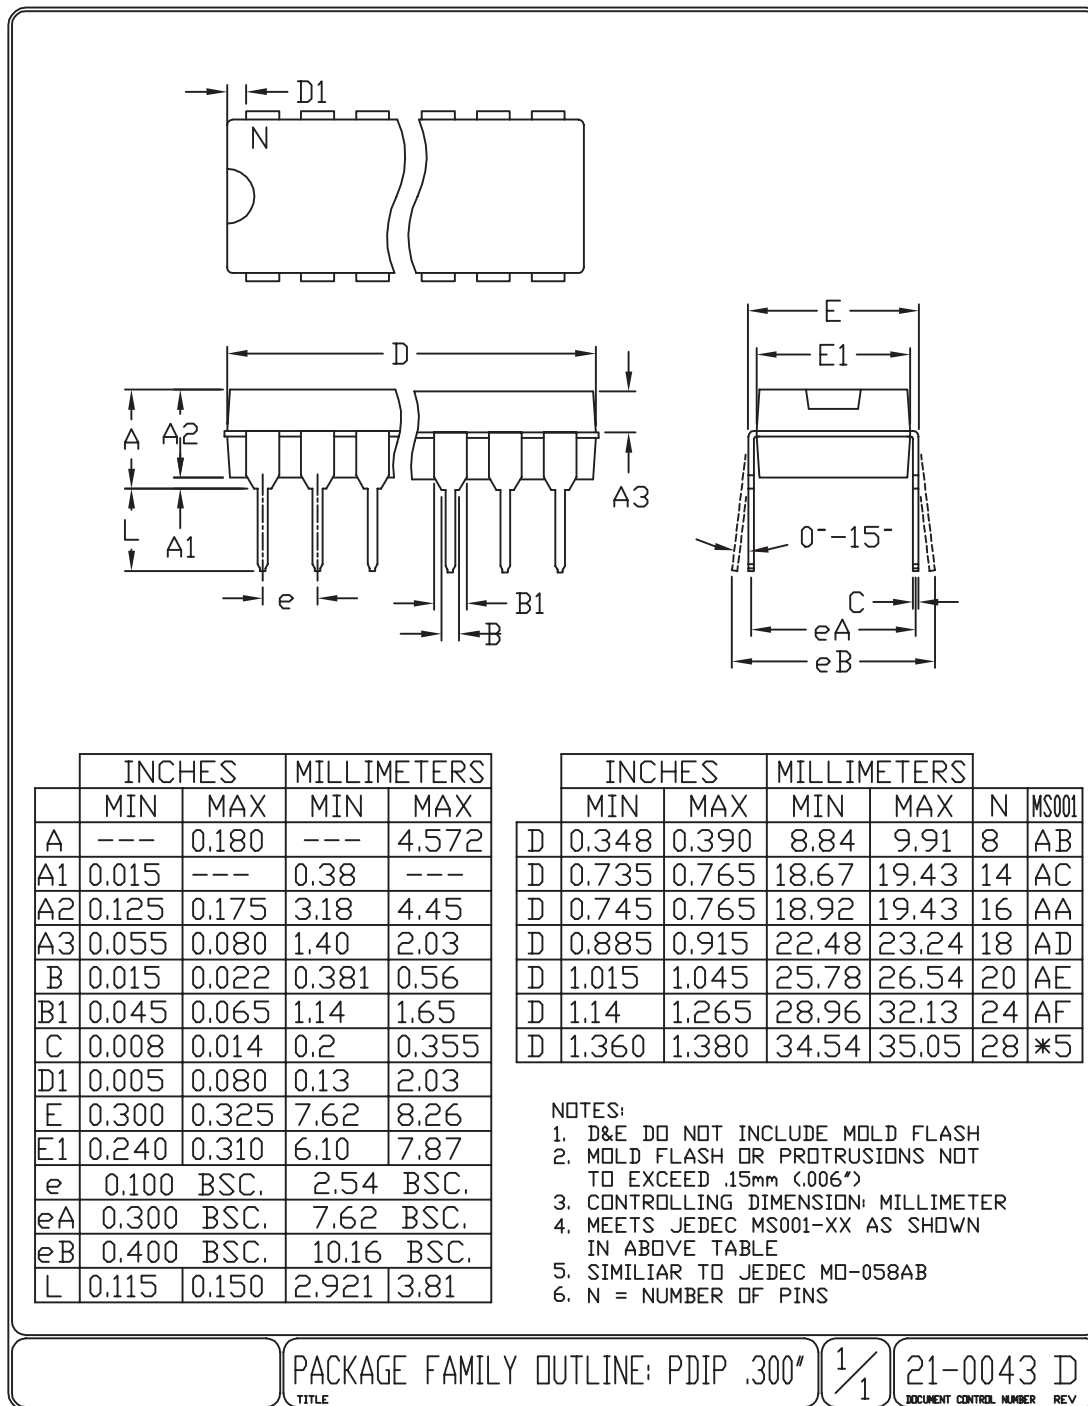 D1
N
D
E
E1
A
A2
A3
L
A1
0°-15°
e
B1
B
C
eA
eB
INCHES MILLIMETERS
MIN MAX MIN MAX
A --- 0.180 --- 4.572
A1 0.015 --- 0.38 ---
A2 0.125 0.175 3.18 4.45
A3 0.055 0.080 1.40 2.03
B 0.015 0.022 0.381 0.56
B1 0.045 0.065 1.14 1.65
C 0.008 0.014 0.2 0.355
D1 0.005 0.080 0.13 2.03
E 0.300 0.325 7.62 8.26
E1 0.240 0.310 6.10 7.87
e 0.100 BSC. 2.54 BSC.
eA 0.300 BSC. 7.62 BSC.
eB 0.400 BSC. 10.16 BSC.
L 0.115 0.150 2.921 3.81
INCHES MILLIMETERS
MIN MAX MIN MAX N MS001
D 0.348 0.390 8.84 9.91 8 AB
D 0.735 0.765 18.67 19.43 14 AC
D 0.745 0.765 18.92 19.43 16 AA
D 0.885 0.915 22.48 23.24 18 AD
D 1.015 1.045 25.78 26.54 20 AE
D 1.14 1.265 28.96 32.13 24 AF
D 1.360 1.380 34.54 35.05 28 *5
NOTES:
1. D&E DO NOT INCLUDE MOLD FLASH
2. MOLD FLASH OR PROTRUSIONS NOT
TO EXCEED .15mm (.006")
3. CONTROLLING DIMENSION: MILLIMETER
4. MEETS JEDEC MS001-XX AS SHOWN
IN ABOVE TABLE
5. SIMILIAR TO JEDEC MO-058AB
6. N = NUMBER OF PINS
PACKAGE FAMILY OUTLINE: PDIP .300"
TITLE
1/1
21-0043 D
DOCUMENT CONTROL NUMBER REV